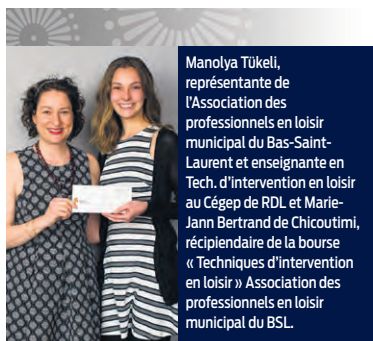 Manolya Tükeli,
représentante de
l'Association des
professionnels en loisir
municipal du Bas-Saint-
Laurent et enseignante en
Tech. d'intervention en loisir
au Cégep de RDL et Marie-
Jann Bertrand de Chicoutimi,
récipiendaire de la bourse
« Techniques d'intervention
en loisir » Association des
professionnels en loisir
municipal du BSL.